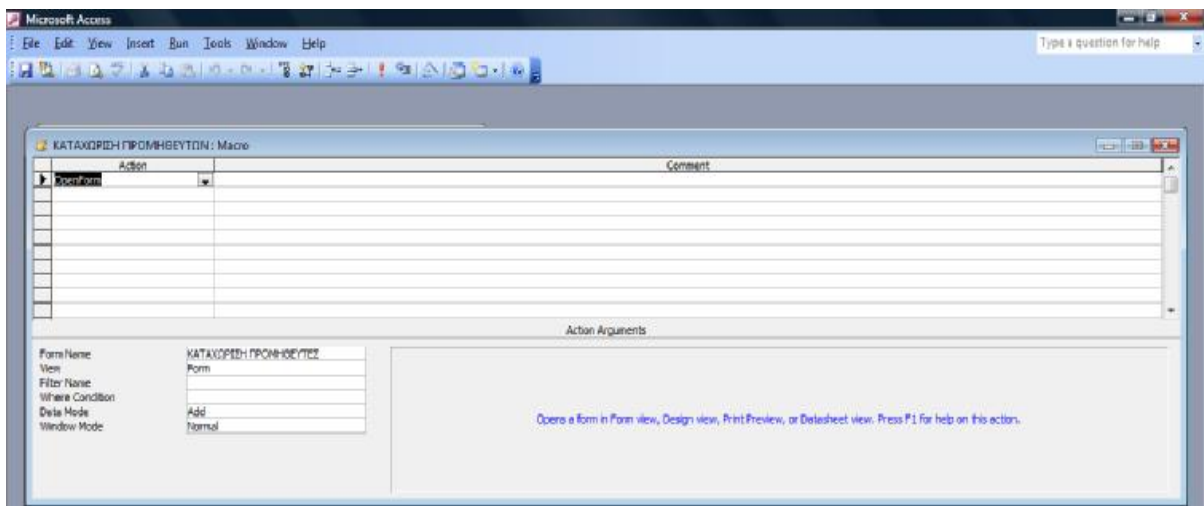 Microsoft Access
File Edit View Insert Run Tools Window Help
Type a question for help
ΚΑΤΑΧΩΡΙΣΗ ΠΡΟΜΗΘΕΥΤΩΝ : Macro
Action Comment
OpenForm
Action Arguments
Form Name ΚΑΤΑΧΩΡΙΣΗ ΠΡΟΜΗΘΕΥΤΕΣ
View Form
Filter Name
Where Condition
Data Mode Add
Window Mode Normal
Opens a form in Form view, Design view, Print Preview, or Datasheet view. Press F1 for help on this action.